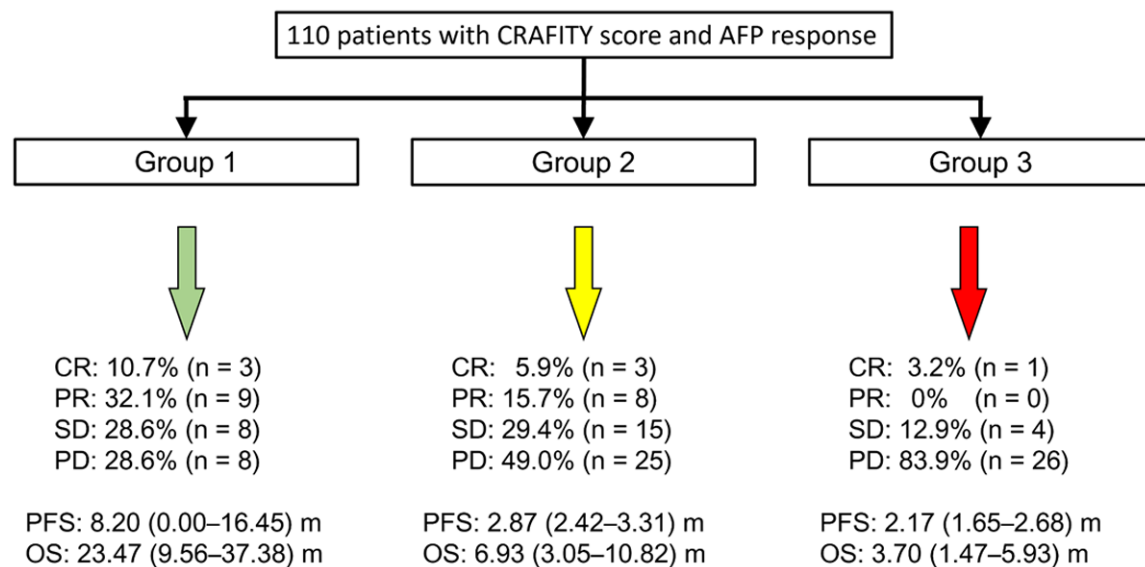 110 patients with CRAFITY score and AFP response
Group 1
Group 2
Group 3
CR: 10.7% (n = 3)
PR: 32.1% (n = 9)
SD: 28.6% (n = 8)
PD: 28.6% (n = 8)
PFS: 8.20 (0.00–16.45) m
OS: 23.47 (9.56–37.38) m
CR: 5.9% (n = 3)
PR: 15.7% (n = 8)
SD: 29.4% (n = 15)
PD: 49.0% (n = 25)
PFS: 2.87 (2.42–3.31) m
OS: 6.93 (3.05–10.82) m
CR: 3.2% (n = 1)
PR: 0% (n = 0)
SD: 12.9% (n = 4)
PD: 83.9% (n = 26)
PFS: 2.17 (1.65–2.68) m
OS: 3.70 (1.47–5.93) m